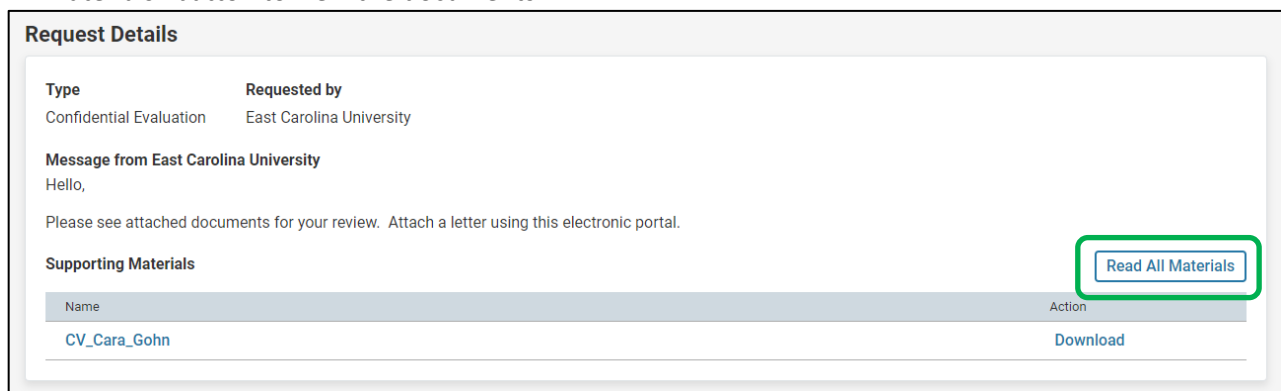 Request Details
Type Requested by
Confidential Evaluation East Carolina University
Message from East Carolina University
Hello,
Please see attached documents for your review. Attach a letter using this electronic portal.
Supporting Materials Read All Materials
Name Action
CV_Cara_Gohn Download